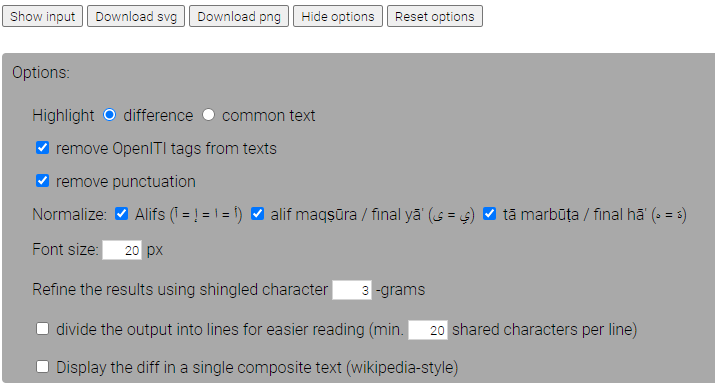 Show input Download svg Download png Hide options Reset options
Options:
Highlight difference common text
remove OpenITI tags from texts
remove punctuation
Normalize: Alifs (أ = ا = إ = آ) alif maqṣūra / final yāʾ (ي = ى) tā marbūṭa / final hāʾ (ة = ه)
Font size: 20 px
Refine the results using shingled character 3 -grams
divide the output into lines for easier reading (min. 20 shared characters per line)
Display the diff in a single composite text (wikipedia-style)